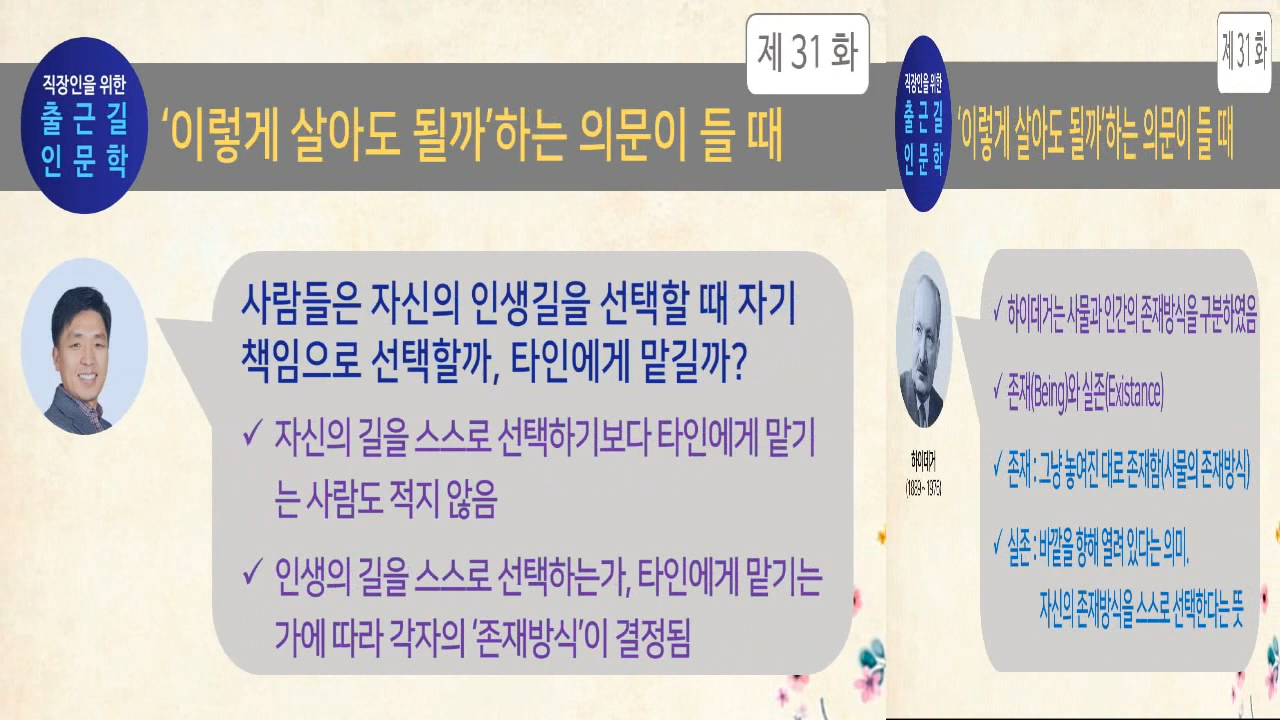 제 31 화
직장인을 위한
출 근 길
인 문 학
‘이렇게 살아도 될까’하는 의문이 들 때
사람들은 자신의 인생길을 선택할 때 자기
책임으로 선택할까, 타인에게 맡길까?
✓ 자신의 길을 스스로 선택하기보다 타인에게 맡기
는 사람도 적지 않음
✓ 인생의 길을 스스로 선택하는가, 타인에게 맡기는
가에 따라 각자의 ‘존재방식’이 결정됨
제 31 화
직장인을 위한
출 근 길
인 문 학
‘이렇게 살아도 될까’하는 의문이 들 때
✓ 하이데거는 사물과 인간의 존재방식을 구분하였음
✓ 존재(Being)와 실존(Existance)
✓ 존재 : 그냥 놓여진 대로 존재함(사물의 존재방식)
✓ 실존 : 바깥을 향해 열려 있다는 의미.
자신의 존재방식을 스스로 선택한다는 뜻
하이데거
(1889~1976)